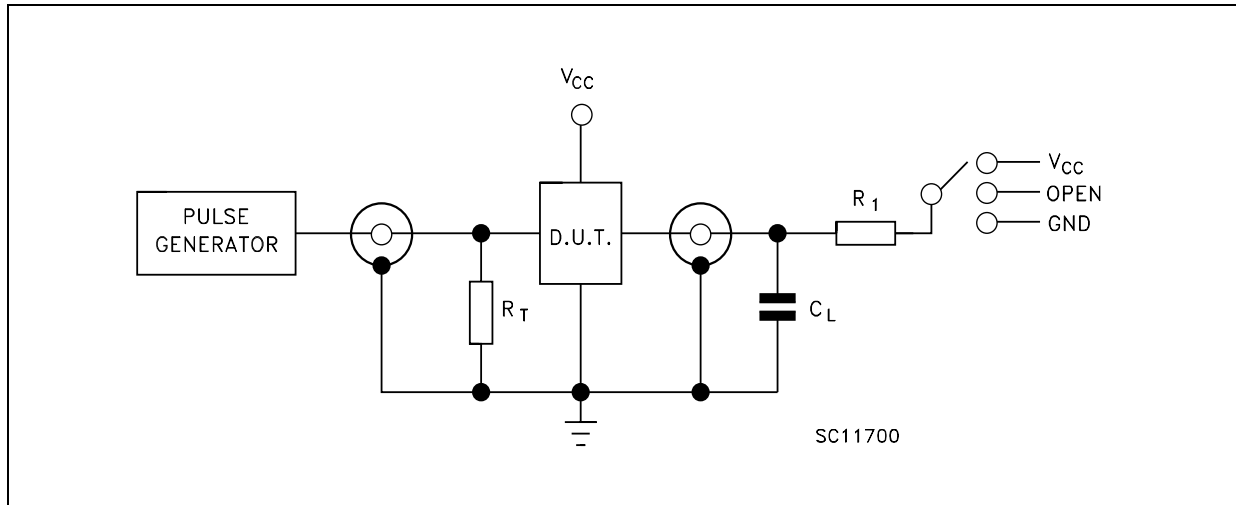 VCC
PULSE
GENERATOR
D.U.T.
RT
CL
R1
VCC
OPEN
GND
SC11700